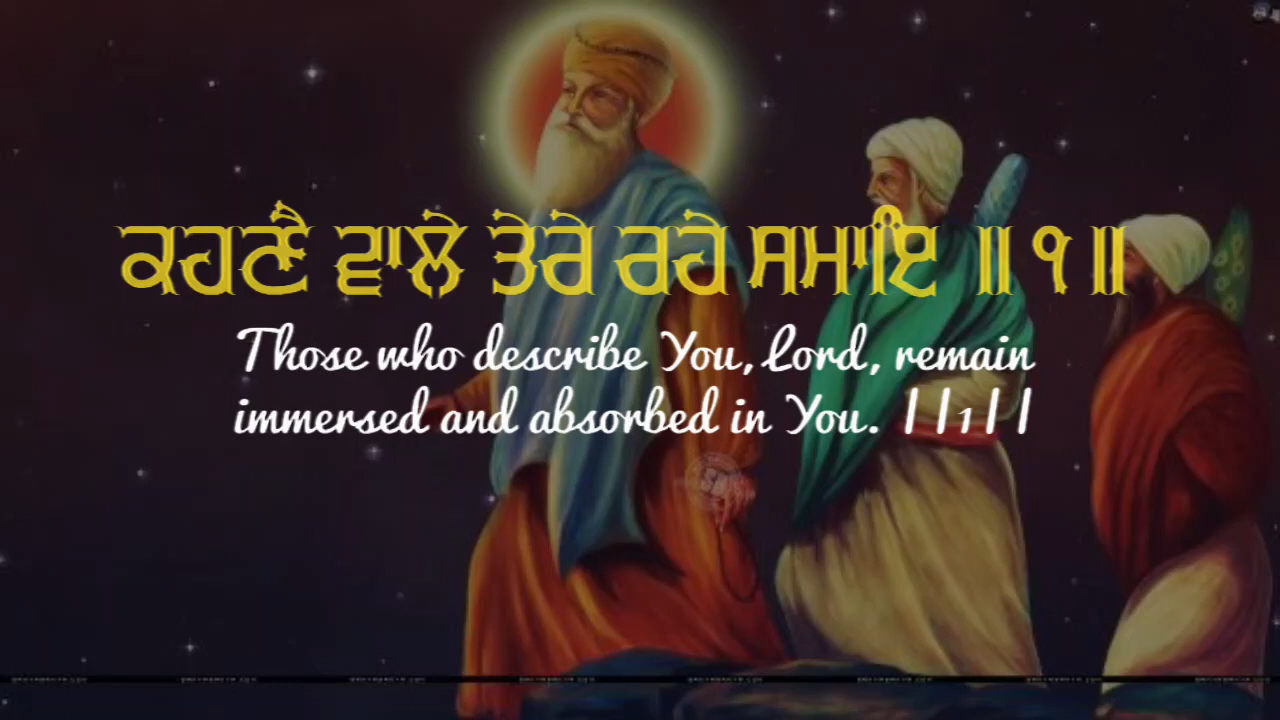 ਕਹਣੈ ਵਾਲੇ ਤੇਰੇ ਰਹੇ ਸਮਾਇ ॥੧॥
Those who describe You, Lord, remain
immersed and absorbed in You. ||1||